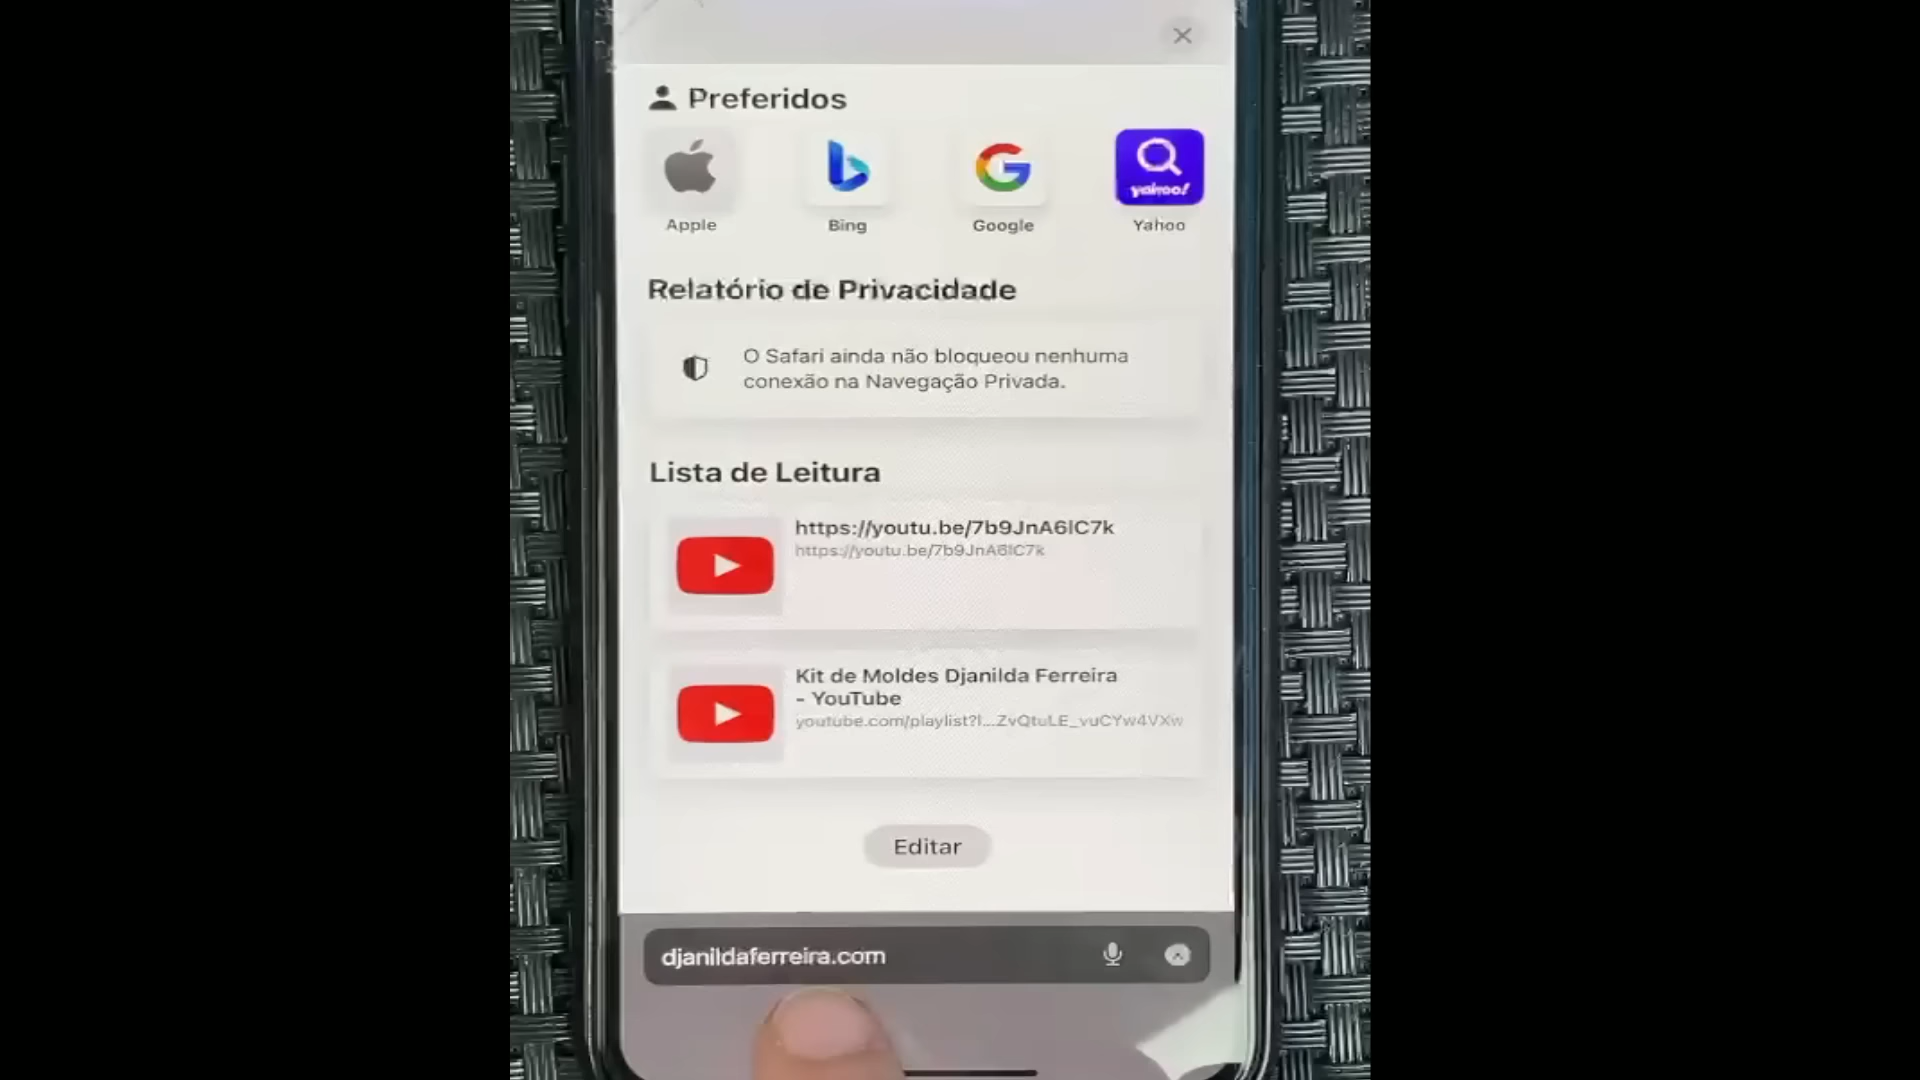 Preferidos
yahoo!
Apple
Bing
Google
Yahoo
Relatório de Privacidade
O Safari ainda não bloqueou nenhuma
conexão na Navegação Privada.
Lista de Leitura
https://youtu.be/7b9JnA6IC7k
https://youtu.be/7b9JnA6IC7k
Kit de Moldes Djanilda Ferreira
- YouTube
youtube.com/playlist?l...ZvQtuLE_vuCYw4VXw
Editar
djanildaferreira.com